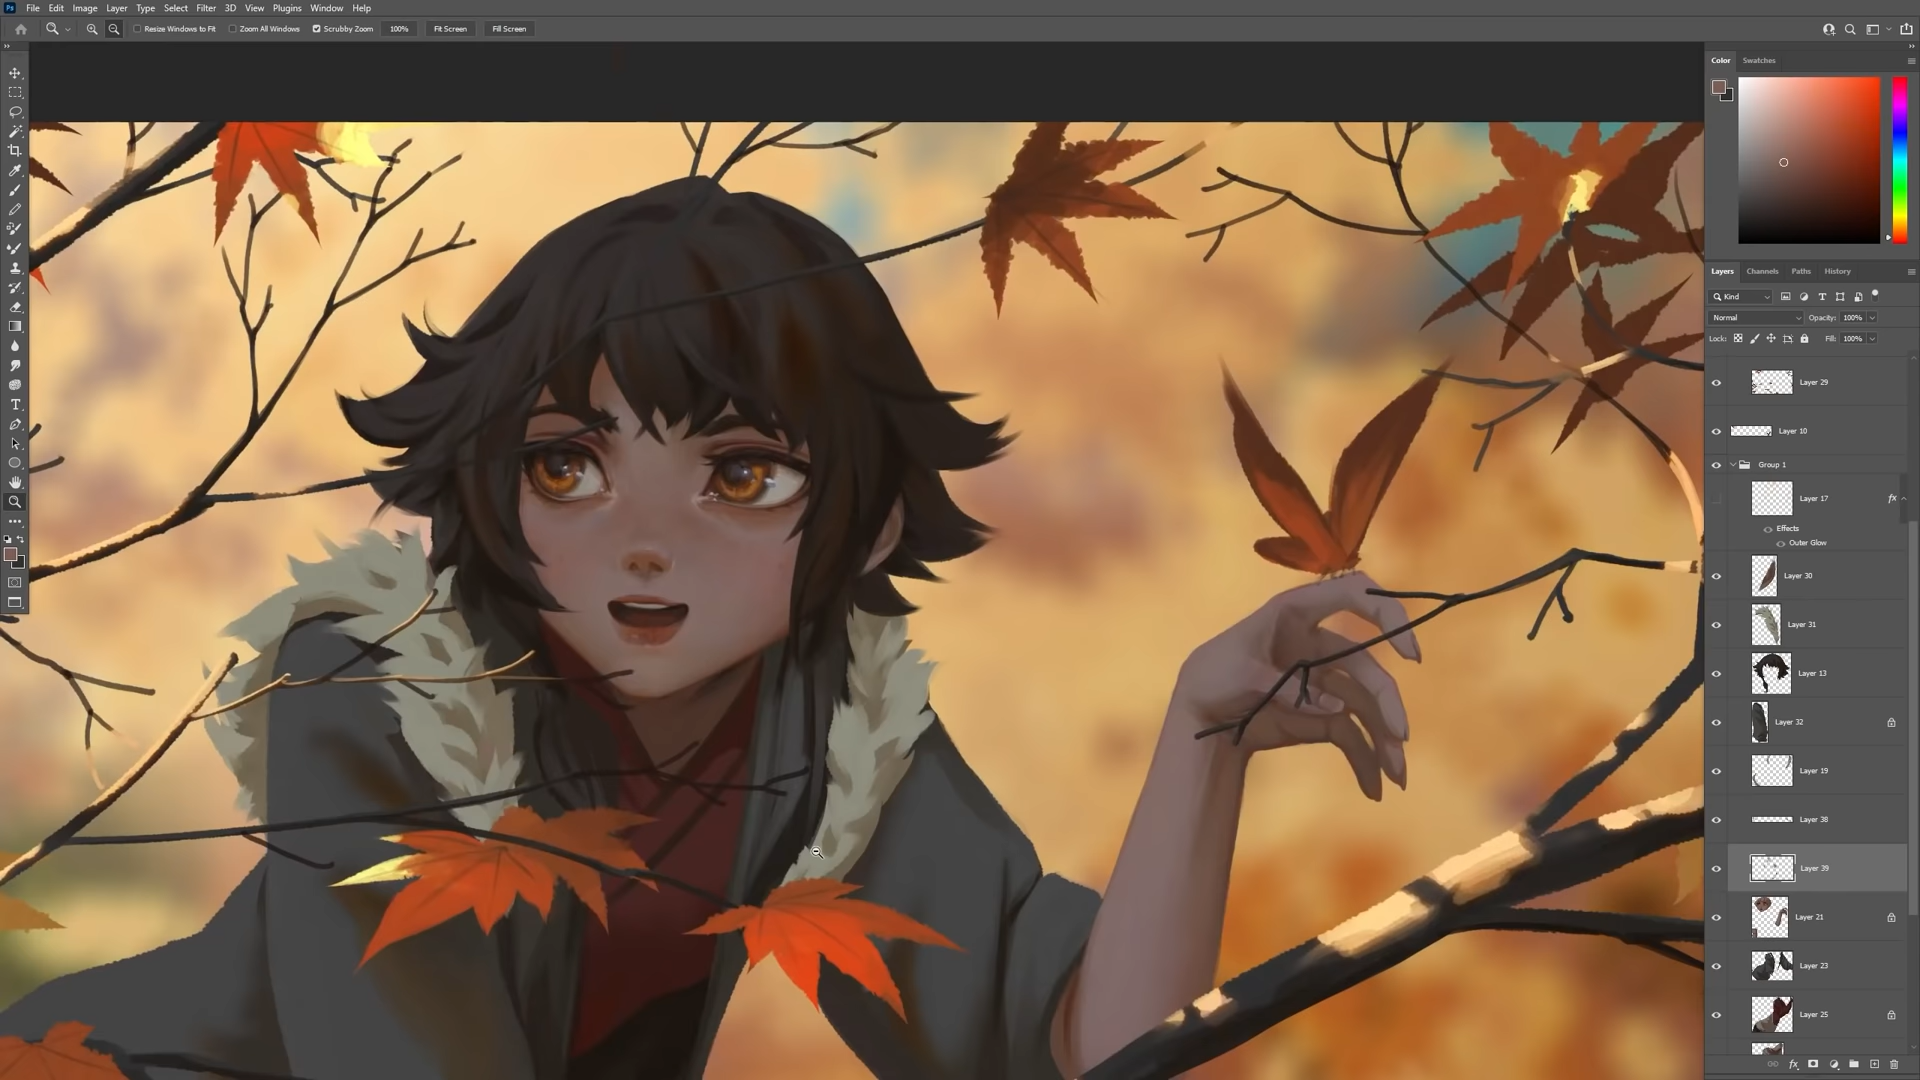 Ps File Edit Image Layer Type Select Filter 3D View Plugins Window Help
Resize Windows to Fit Zoom All Windows Scrubby Zoom 100% Fit Screen Fill Screen
Color Swatches
Layers Channels Paths History
Kind
Normal Opacity: 100%
Lock: Fill: 100%
Layer 29
Layer 10
Group 1
Layer 17 fx
Effects
Outer Glow
Layer 30
Layer 31
Layer 13
Layer 32
Layer 19
Layer 38
Layer 39
Layer 21
Layer 23
Layer 25
fx